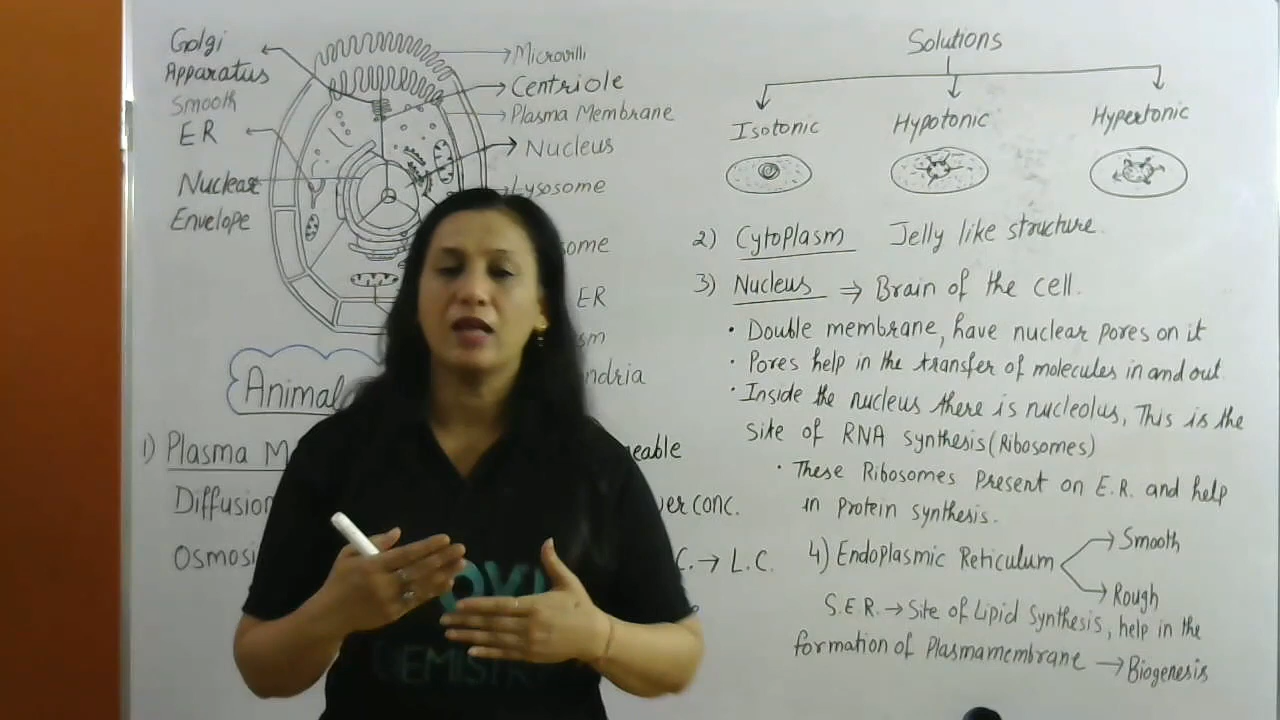 Golgi
Apparatus
Smooth
ER
Nuclear
Envelope
Microvilli
Centriole
Plasma Membrane
Nucleus
Lysosome
some
ER
sm
ndria
Animal
1) Plasma M
eable
Diffusion
er conc.
Osmosi
C. → L.C.
Solutions
Isotonic Hypotonic Hypertonic
2) Cytoplasm Jelly like structure.
3) Nucleus ⇒ Brain of the cell.
• Double membrane, have nuclear pores on it
• Pores help in the transfer of molecules in and out.
• Inside the nucleus there is nucleolus, This is the
site of RNA synthesis (Ribosomes)
• These Ribosomes Present on E.R. and help
in Protein synthesis.
4) Endoplasmic Reticulum
Smooth
Rough
S.E.R. → Site of Lipid Synthesis, help in the
formation of Plasmamembrane → Biogenesis